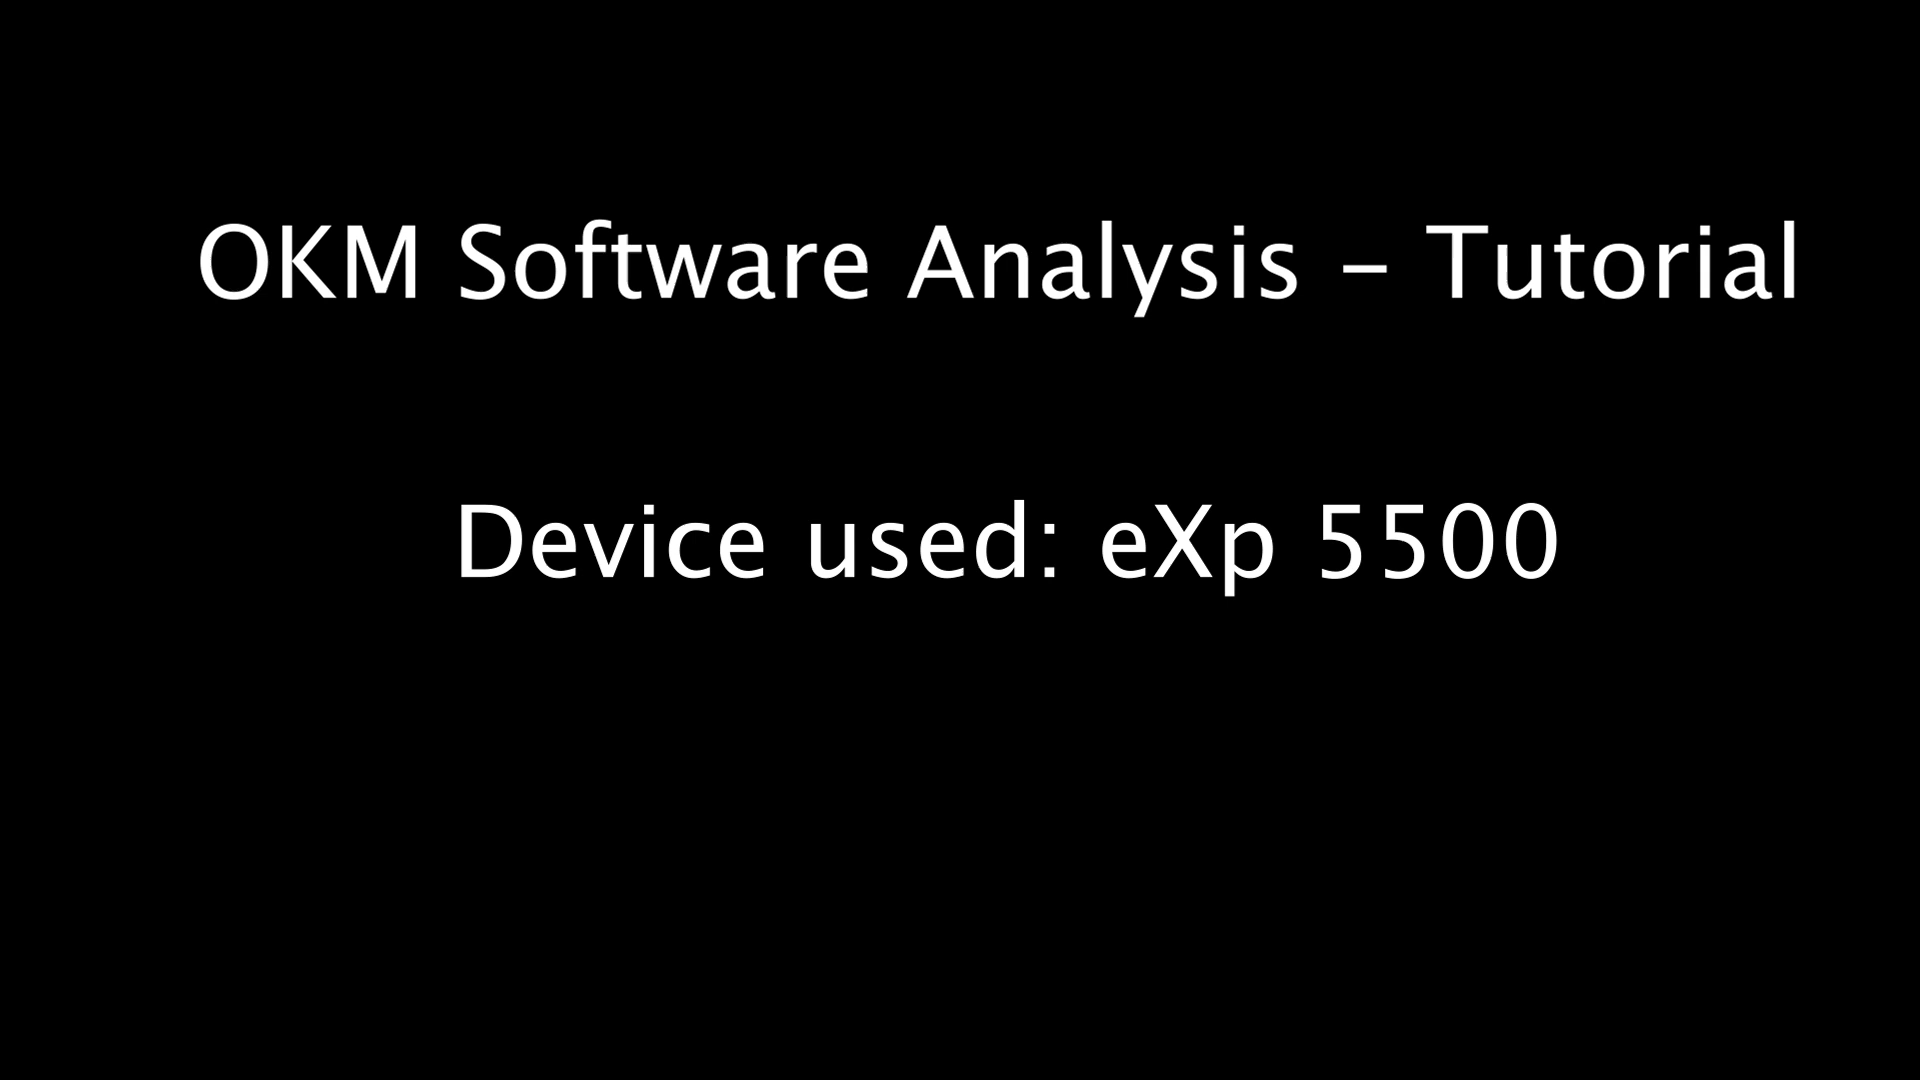 OKM Software Analysis – Tutorial
Device used: eXp 5500